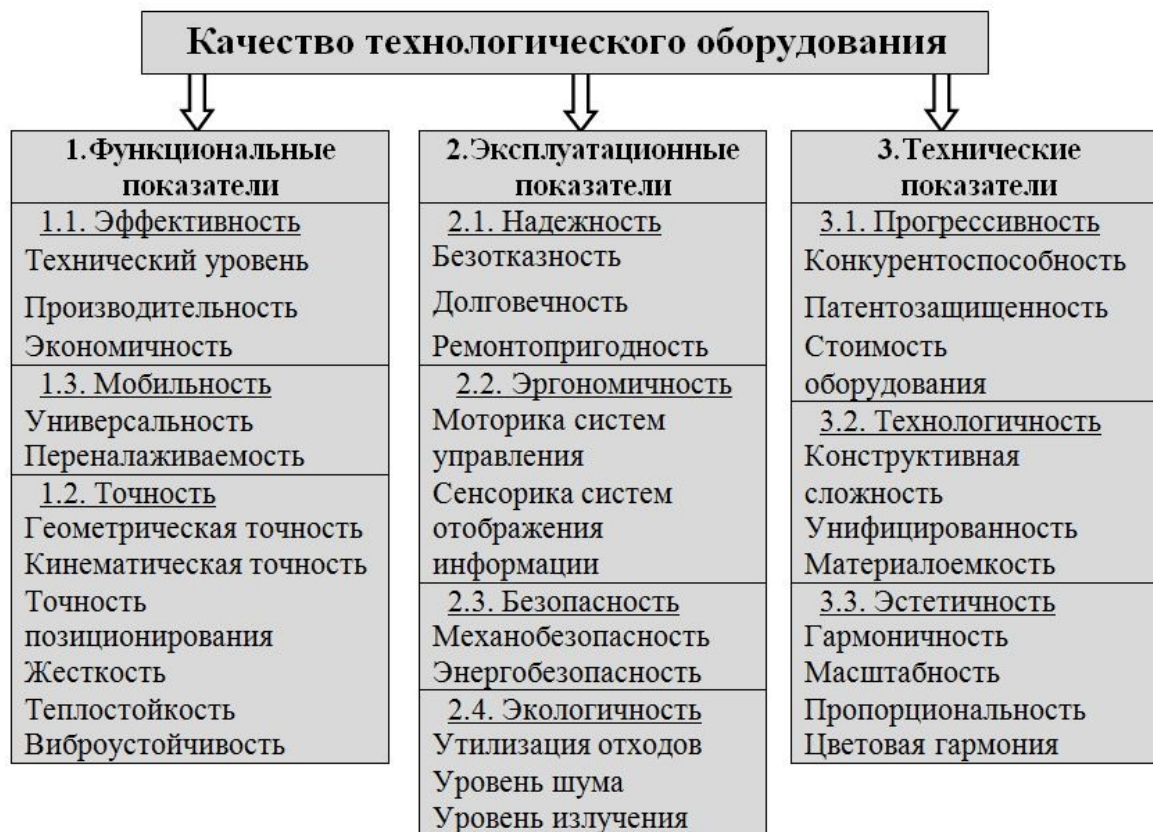 Качество технологического оборудования
1.Функциональные
показатели
1.1. Эффективность
Технический уровень
Производительность
Экономичность
1.3. Мобильность
Универсальность
Переналаживаемость
1.2. Точность
Геометрическая точность
Кинематическая точность
Точность
позиционирования
Жесткость
Теплостойкость
Виброустойчивость
2.Эксплуатационные
показатели
2.1. Надежность
Безотказность
Долговечность
Ремонтопригодность
2.2. Эргономичность
Моторика систем
управления
Сенсорика систем
отображения
информации
2.3. Безопасность
Механобезопасность
Энергобезопасность
2.4. Экологичность
Утилизация отходов
Уровень шума
Уровень излучения
3.Технические
показатели
3.1. Прогрессивность
Конкурентоспособность
Патентозащищенность
Стоимость
оборудования
3.2. Технологичность
Конструктивная
сложность
Унифицированность
Материалоемкость
3.3. Эстетичность
Гармоничность
Масштабность
Пропорциональность
Цветовая гармония